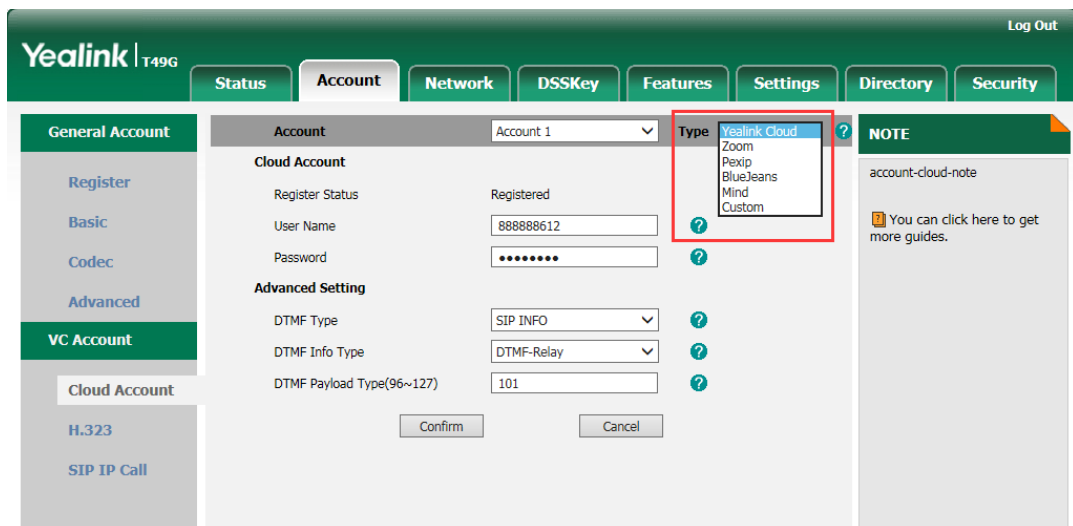 Log Out
Yealink T49G
Status Account Network DSSKey Features Settings Directory Security
General Account
Register
Basic
Codec
Advanced
VC Account
Cloud Account
H.323
SIP IP Call
Account Account 1 Type Yealink Cloud
Zoom
Pexip
BlueJeans
Mind
Custom
Cloud Account
Register Status Registered
User Name 888888612
Password ••••••••
Advanced Setting
DTMF Type SIP INFO
DTMF Info Type DTMF-Relay
DTMF Payload Type(96~127) 101
Confirm Cancel
NOTE
account-cloud-note
You can click here to get
more guides.